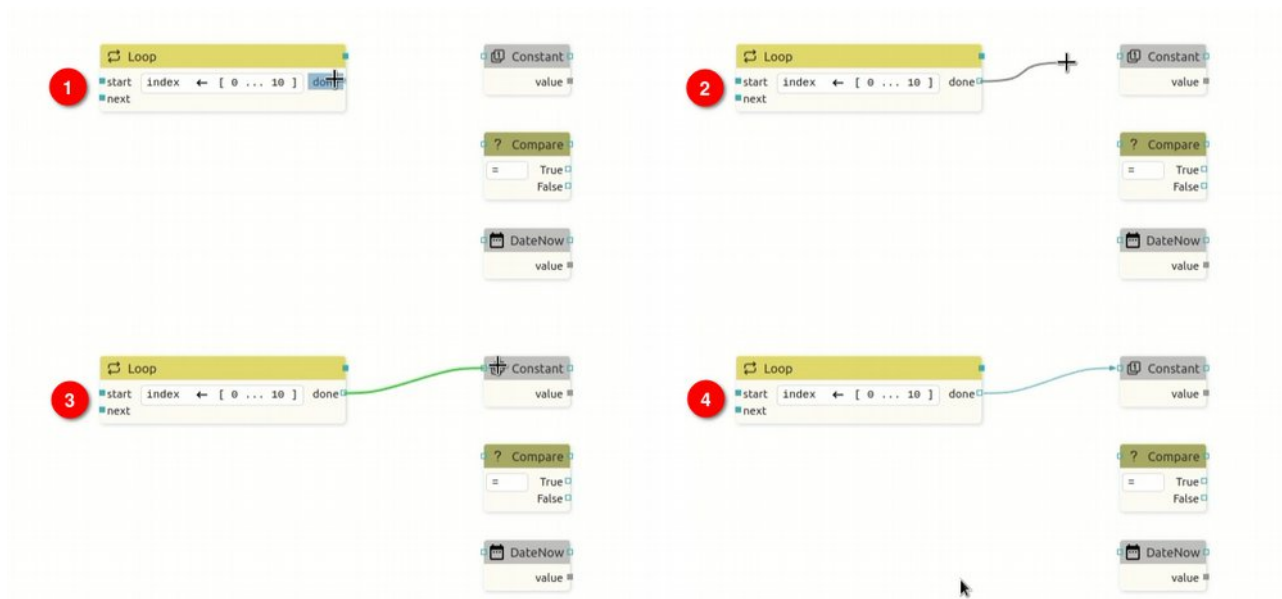 Loop
1
start index ← [ 0 ... 10 ] done
next
Constant
value
? Compare
= True
False
DateNow
value
Loop
2
start index ← [ 0 ... 10 ] done
next
Constant
value
? Compare
= True
False
DateNow
value
Loop
3
start index ← [ 0 ... 10 ] done
next
Constant
value
? Compare
= True
False
DateNow
value
Loop
4
start index ← [ 0 ... 10 ] done
next
Constant
value
? Compare
= True
False
DateNow
value